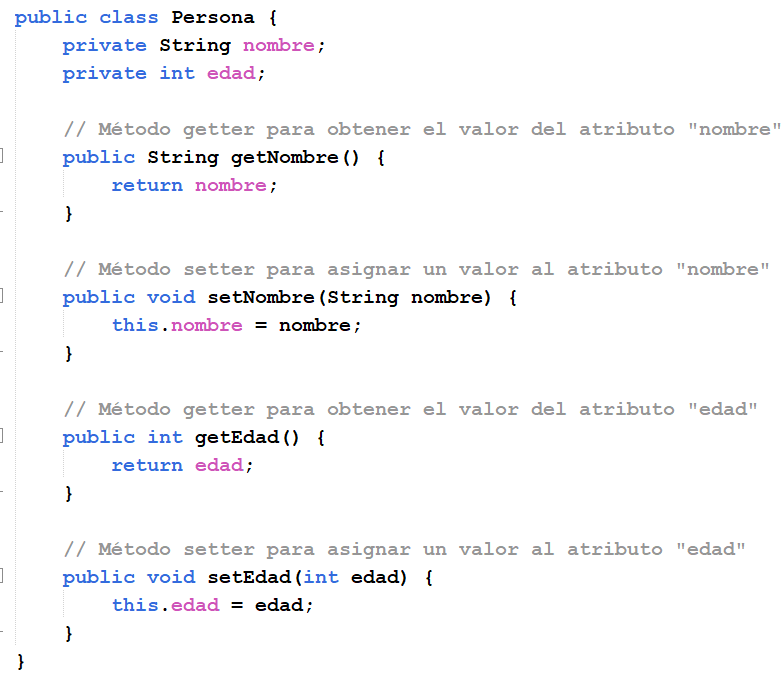 public class Persona {
    private String nombre;
    private int edad;

    // Método getter para obtener el valor del atributo "nombre"
    public String getNombre() {
        return nombre;
    }

    // Método setter para asignar un valor al atributo "nombre"
    public void setNombre(String nombre) {
        this.nombre = nombre;
    }

    // Método getter para obtener el valor del atributo "edad"
    public int getEdad() {
        return edad;
    }

    // Método setter para asignar un valor al atributo "edad"
    public void setEdad(int edad) {
        this.edad = edad;
    }
}